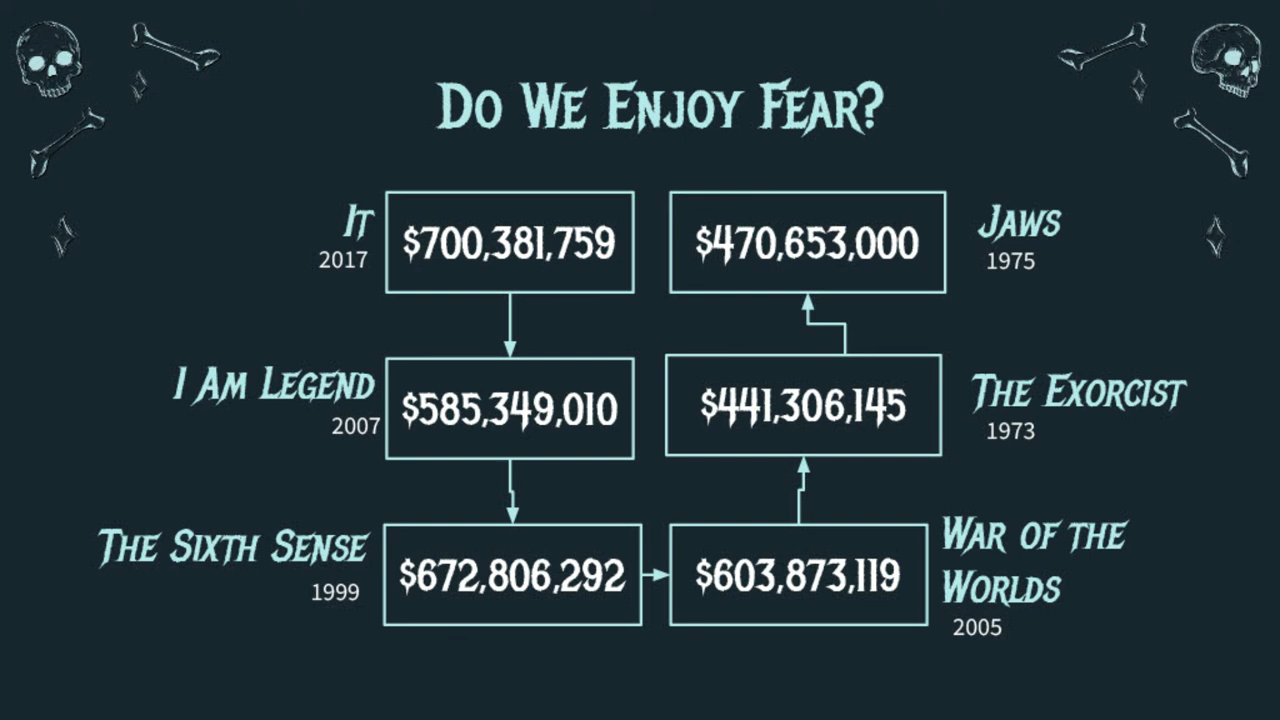 Do We Enjoy Fear?
It
2017
$700,381,759
$470,653,000
Jaws
1975
I Am Legend
2007
$585,349,010
$441,306,145
The Exorcist
1973
The Sixth Sense
1999
$672,806,292
$603,873,119
War of the
Worlds
2005